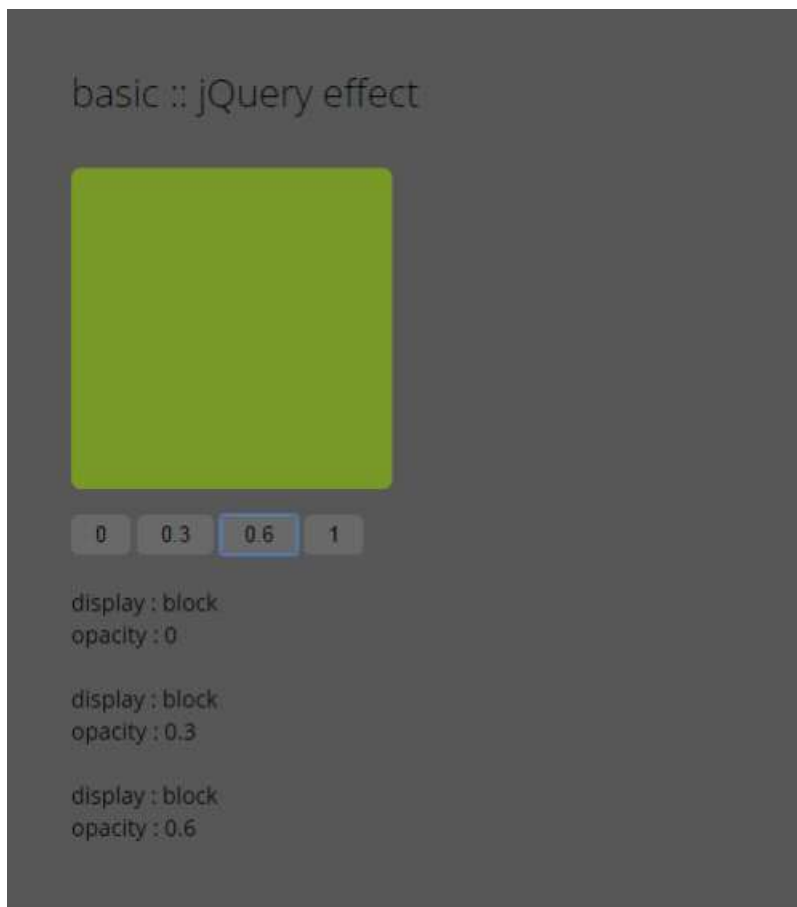 basic :: jQuery effect
0 0.3 0.6 1
display : block
opacity : 0
display : block
opacity : 0.3
display : block
opacity : 0.6